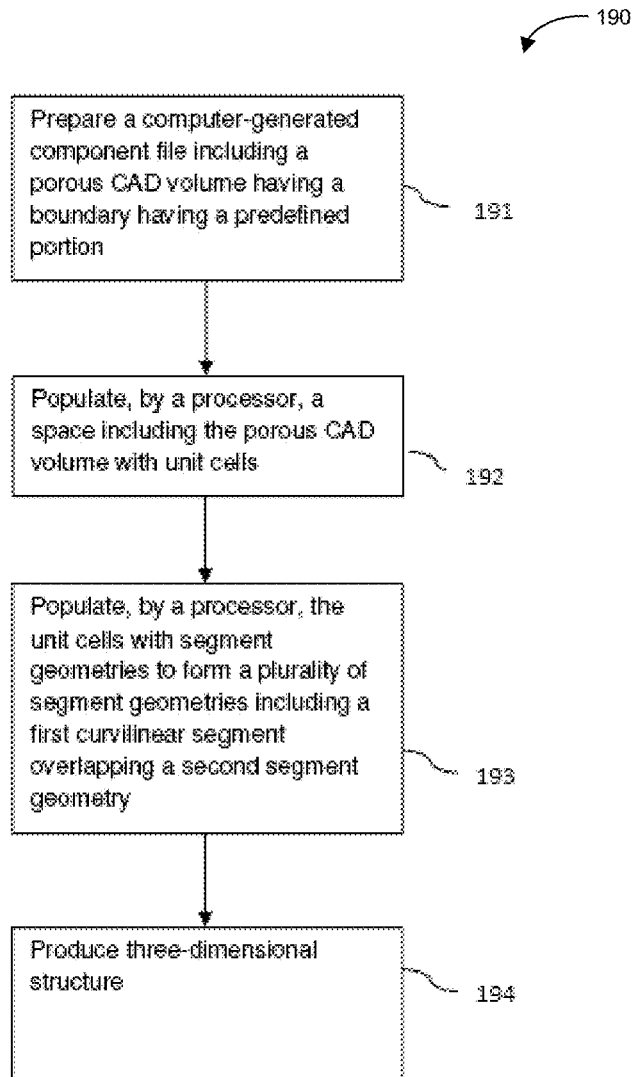 190
Prepare a computer-generated
component file including a
porous CAD volume having a
boundary having a predefined
portion
191
Populate, by a processor, a
space including the porous CAD
volume with unit cells
192
Populate, by a processor, the
unit cells with segment
geometries to form a plurality of
segment geometries including a
first curvilinear segment
overlapping a second segment
geometry
193
Produce three-dimensional
structure
194